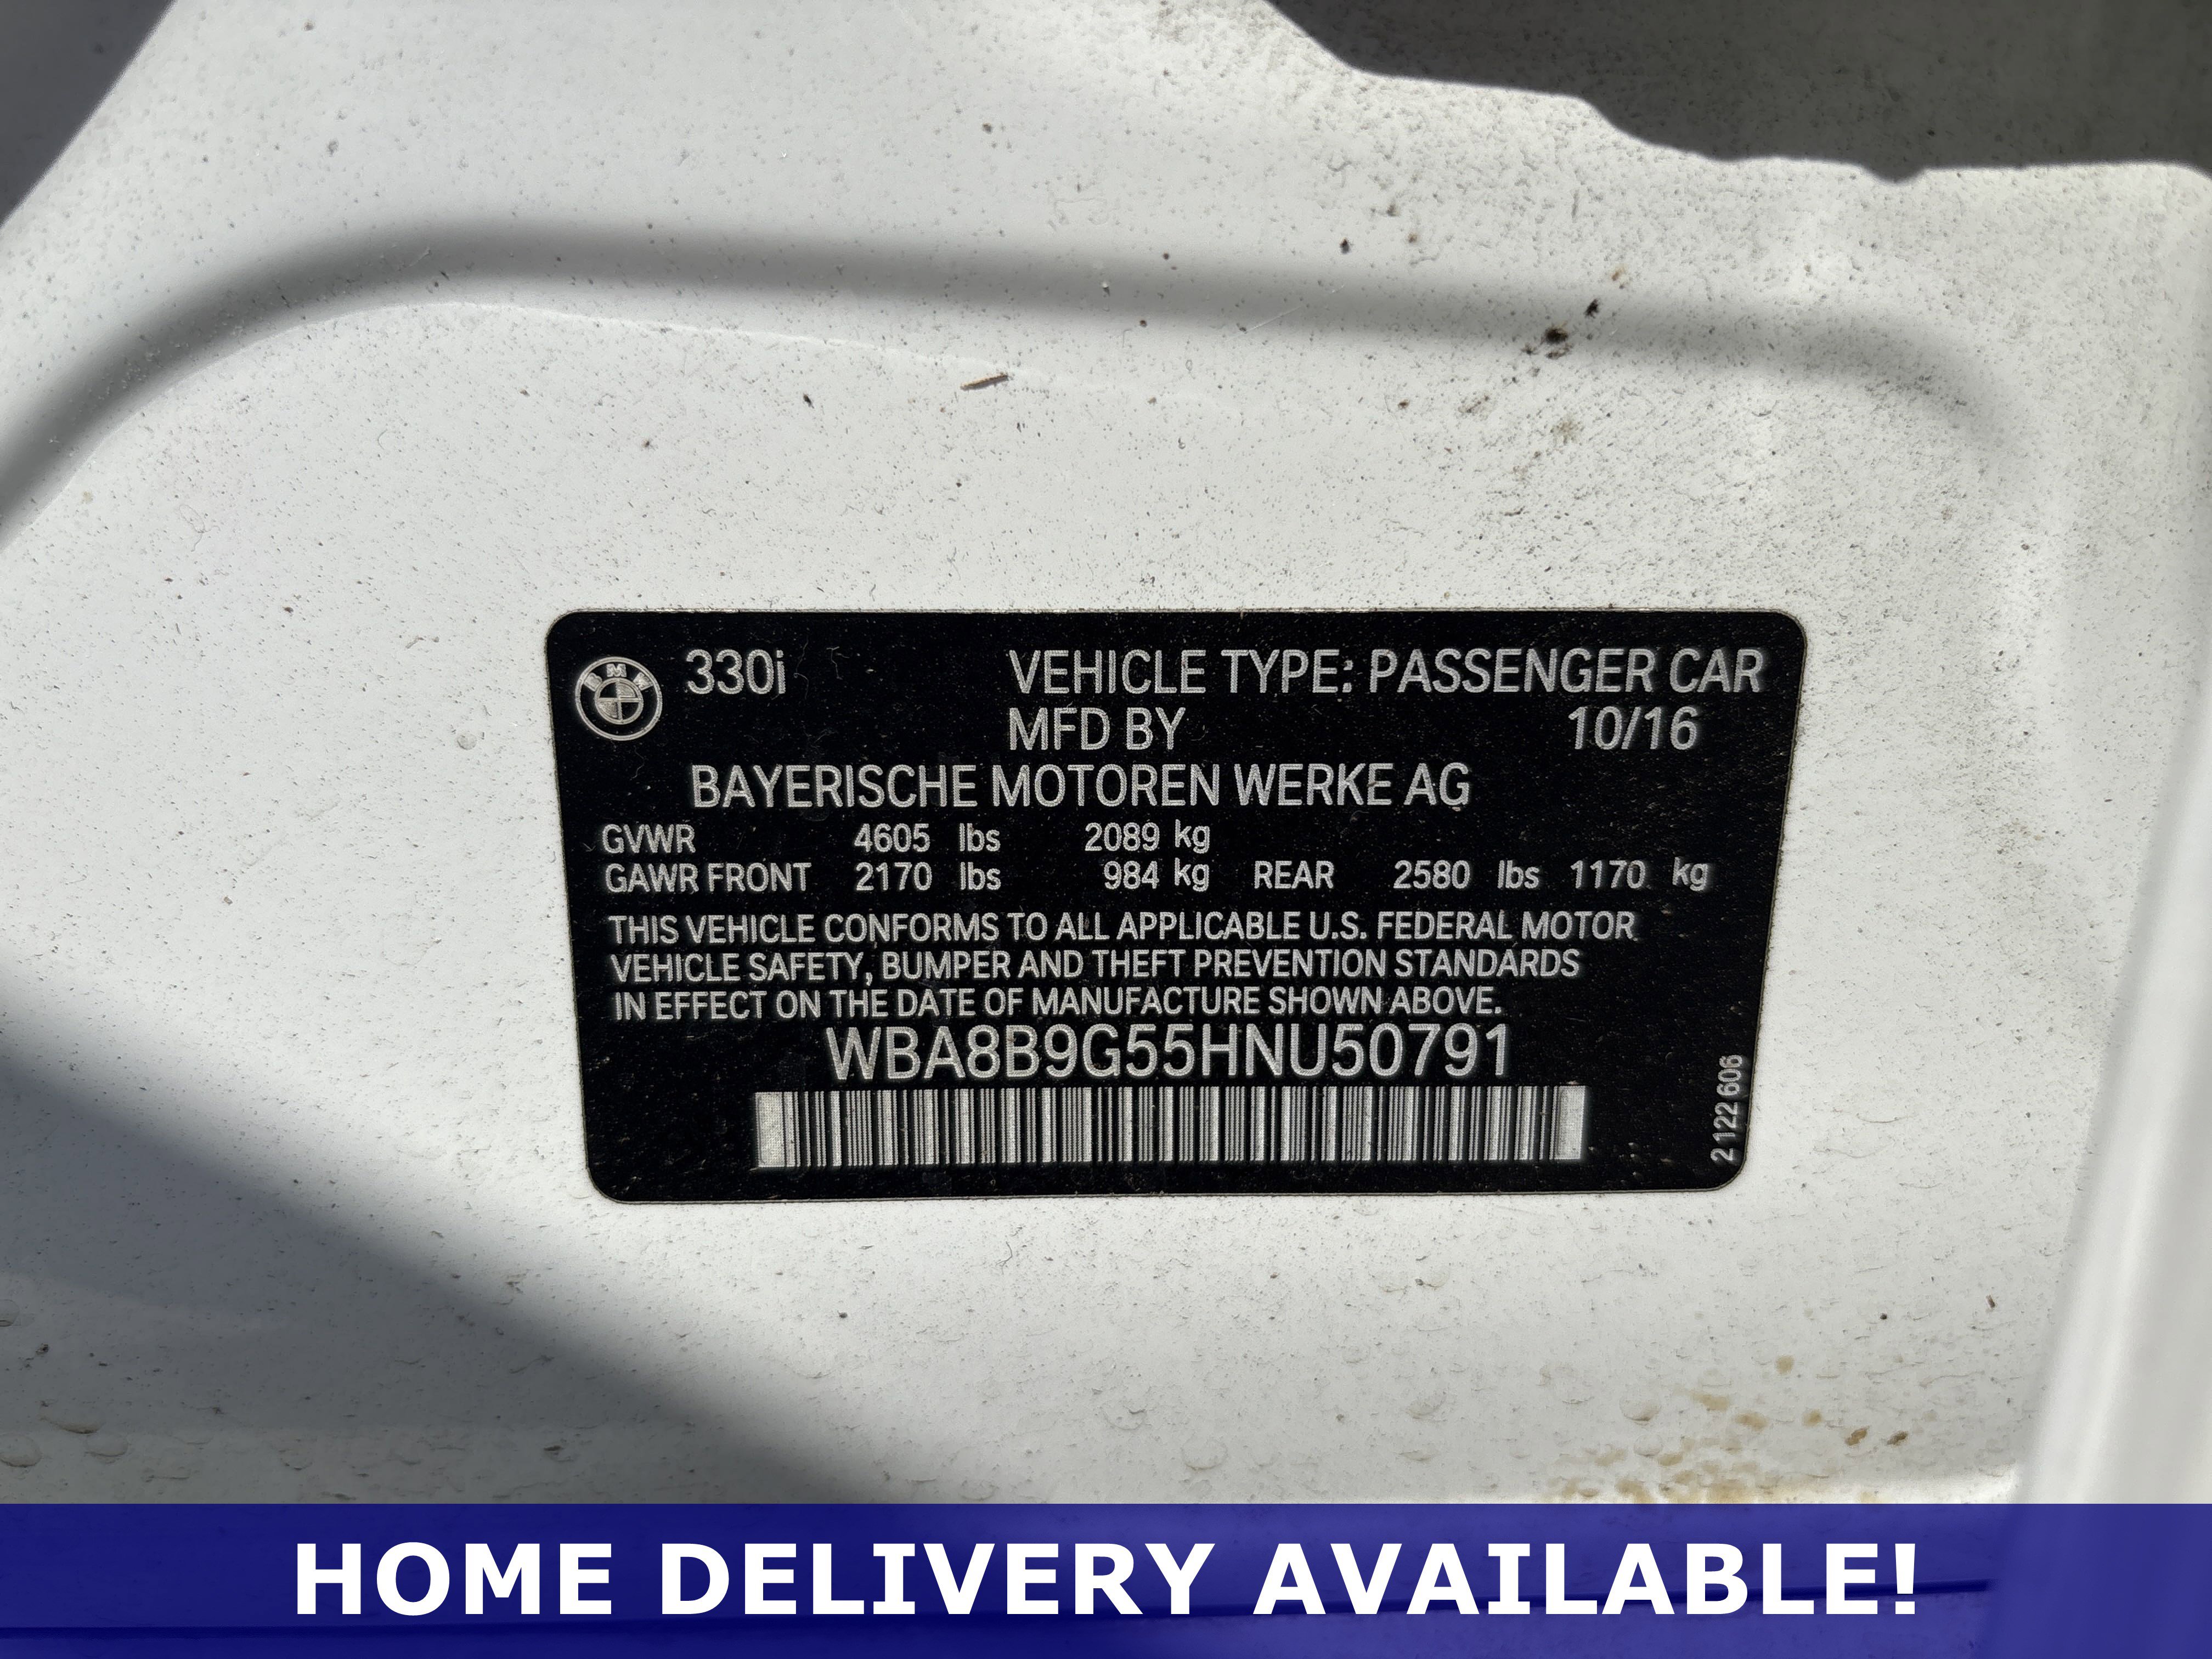 BMW 330i VEHICLE TYPE: PASSENGER CAR
MFD BY 10/16
BAYERISCHE MOTOREN WERKE AG
GVWR 4605 lbs 2089 kg
GAWR FRONT 2170 lbs 984 kg REAR 2580 lbs 1170 kg
THIS VEHICLE CONFORMS TO ALL APPLICABLE U.S. FEDERAL MOTOR
VEHICLE SAFETY, BUMPER AND THEFT PREVENTION STANDARDS
IN EFFECT ON THE DATE OF MANUFACTURE SHOWN ABOVE.
WBA8B9G55HNU50791
2 122 606
HOME DELIVERY AVAILABLE!